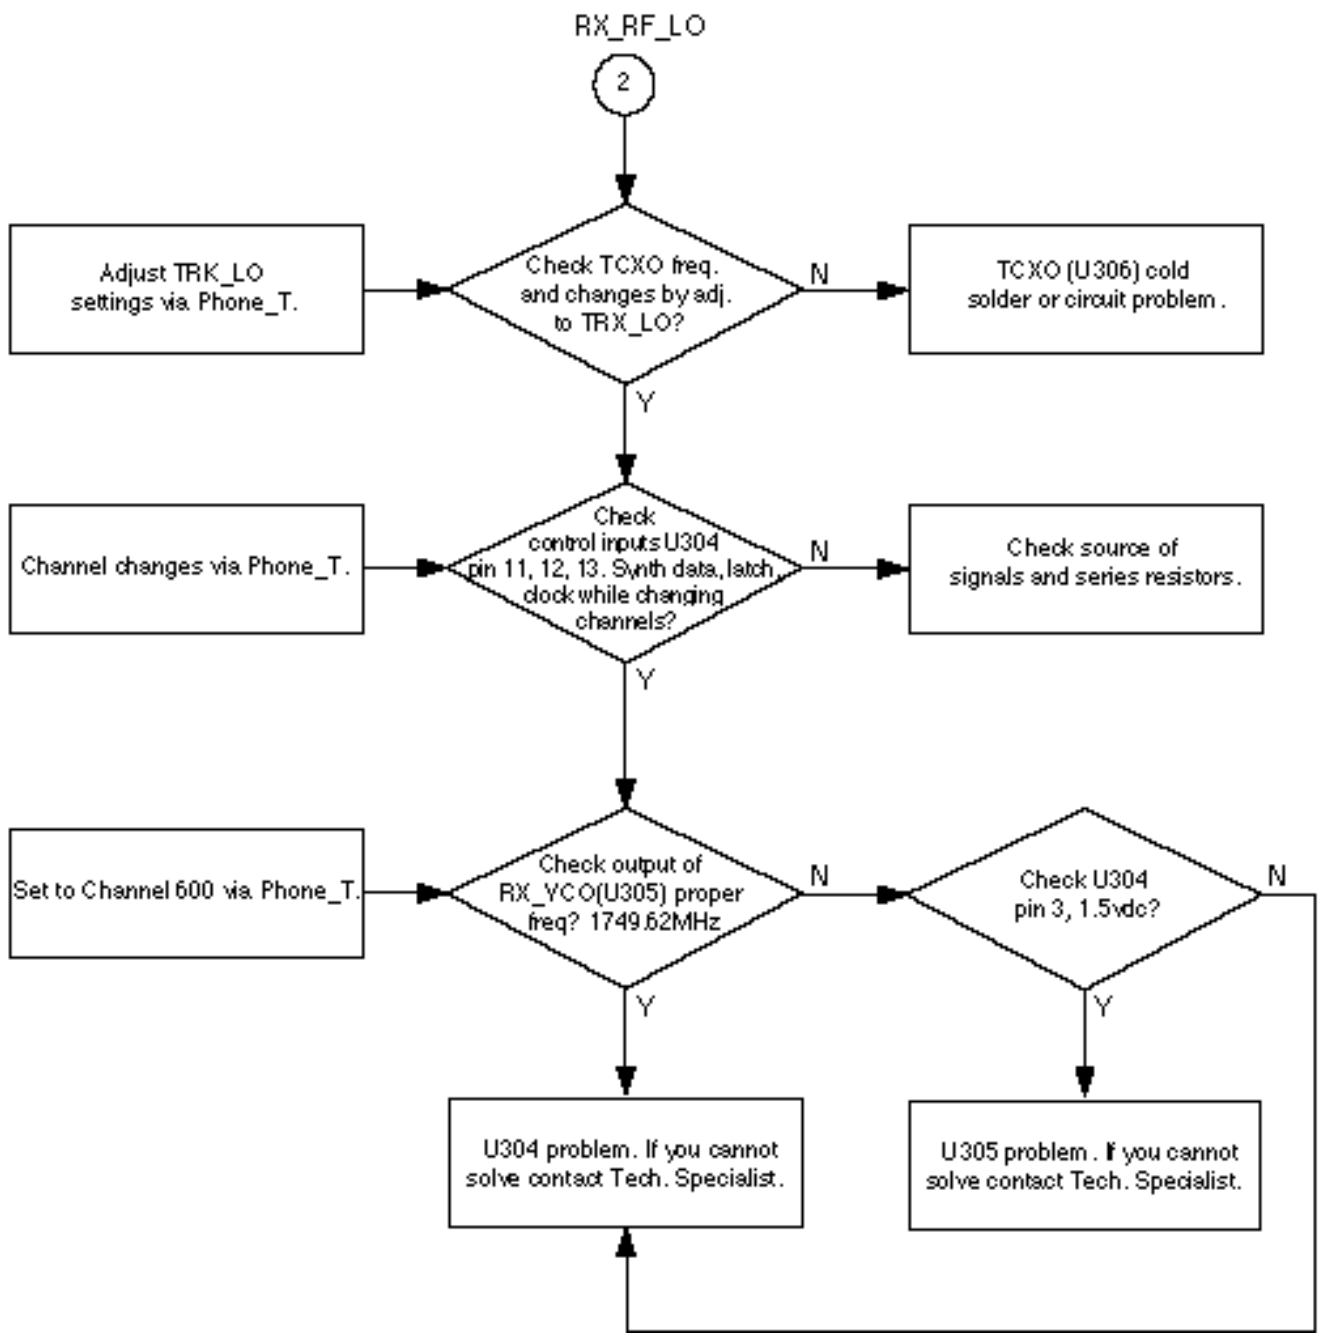 RX_RF_LO
2
Adjust TRK_LO
settings via Phone_T.
Check TCXO freq.
and changes by adj.
to TRX_LO?
N
TCXO (U306) cold
solder or circuit problem.
Y
Channel changes via Phone_T.
Check
control inputs U304
pin 11, 12, 13. Synth data, latch
clock while changing
channels?
N
Check source of
signals and series resistors.
Y
Set to Channel 600 via Phone_T.
Check output of
RX_YCO(U305) proper
freq? 1749.62MHz
N
Check U304
pin 3, 1.5vdc?
N
Y
Y
U304 problem. If you cannot
solve contact Tech. Specialist.
U305 problem. If you cannot
solve contact Tech. Specialist.